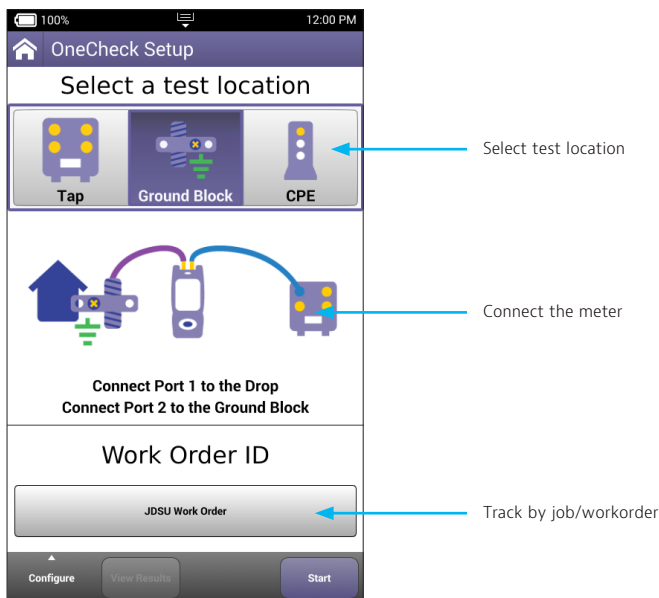 100% 12:00 PM
OneCheck Setup
Select a test location
Tap Ground Block CPE
Select test location
Connect the meter
Connect Port 1 to the Drop
Connect Port 2 to the Ground Block
Work Order ID
JDSU Work Order
Track by job/workorder
Configure View Results Start